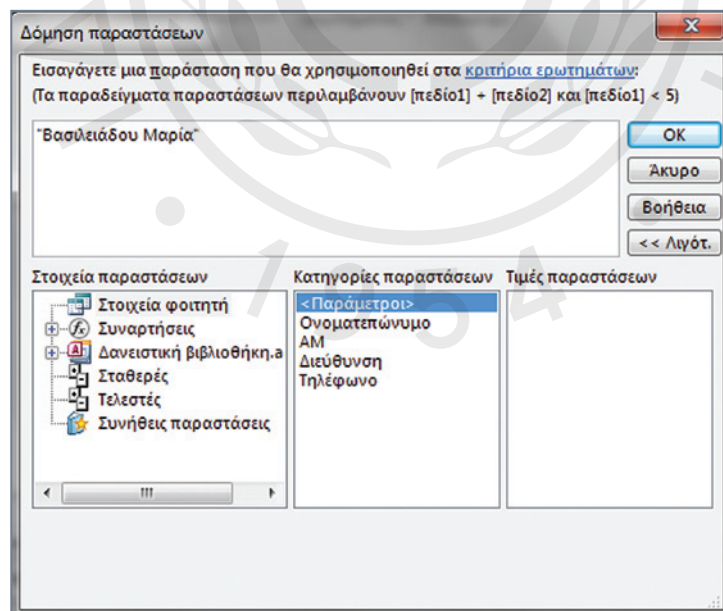 Δόμηση παραστάσεων
Εισαγάγετε μια παράσταση που θα χρησιμοποιηθεί στα κριτήρια ερωτημάτων:
(Τα παραδείγματα παραστάσεων περιλαμβάνουν [πεδίο1] + [πεδίο2] και [πεδίο1] < 5)
"Βασιλειάδου Μαρία"
OK
Άκυρο
Βοήθεια
<< Λιγότ.
Στοιχεία παραστάσεων
Στοιχεία φοιτητή
Συναρτήσεις
Δανειστική βιβλιοθήκη.a
Σταθερές
Τελεστές
Συνήθεις παραστάσεις
Κατηγορίες παραστάσεων
<Παράμετροι>
Ονοματεπώνυμο
ΑΜ
Διεύθυνση
Τηλέφωνο
Τιμές παραστάσεων
1954